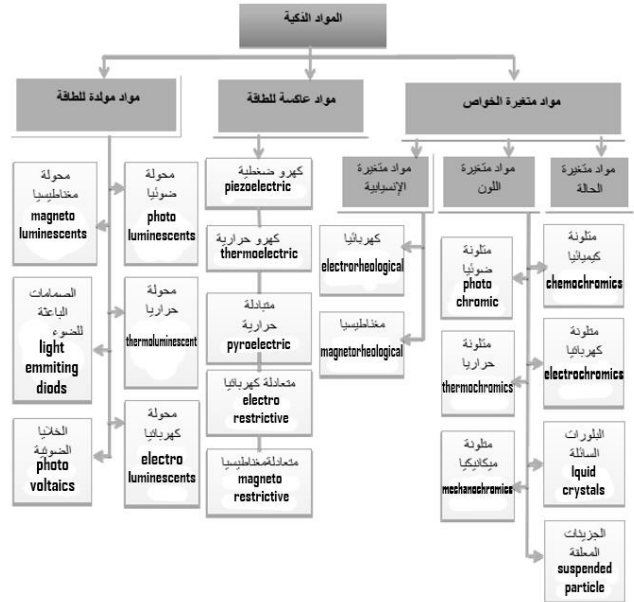 المواد الذكية
مواد متغيرة الخواص
مواد عاكسة للطاقة
مواد مولدة للطاقة
مواد متغيرة
الحالة
مواد متغيرة
اللون
مواد متغيرة
الإنسيابية
متلونة
كيميائيا
chemochromics
متلونة
كهربائيا
electrochromics
البلورات
السائلة
lquid
crystals
الجزيئات
المعلقة
suspended
particle
متلونة
ضوئيا
photo
chromic
متلونة
حراريا
thermochromics
متلونة
ميكانيكيا
mechanochromics
كهربائيا
electrorheological
مغناطيسيا
magnetorheological
كهرو ضغطية
piezoelectric
كهرو حرارية
thermoelectric
متبادلة
حرارية
pyroelectric
متعادلة كهربائيا
electro
restrictive
متعادلة مغناطيسيا
magneto
restrictive
محولة
ضوئيا
photo
luminescents
محولة
حراريا
thermoluminescent
محولة
كهربائيا
electro
luminescents
محولة
مغناطيسيا
magneto
luminescents
الصمامات
الباعثة
للضوء
light
emmiting
diods
الخلايا
الضوئية
photo
voltaics